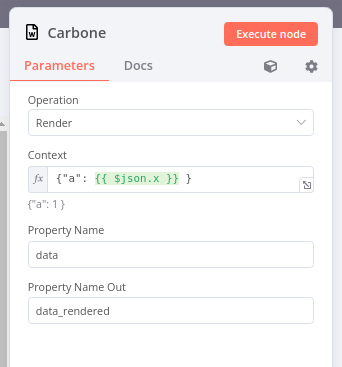 Carbone
Execute node
Parameters
Docs
Operation
Render
Context
fx {"a": {{ $json.x }} }
{"a": 1 }
Property Name
data
Property Name Out
data_rendered